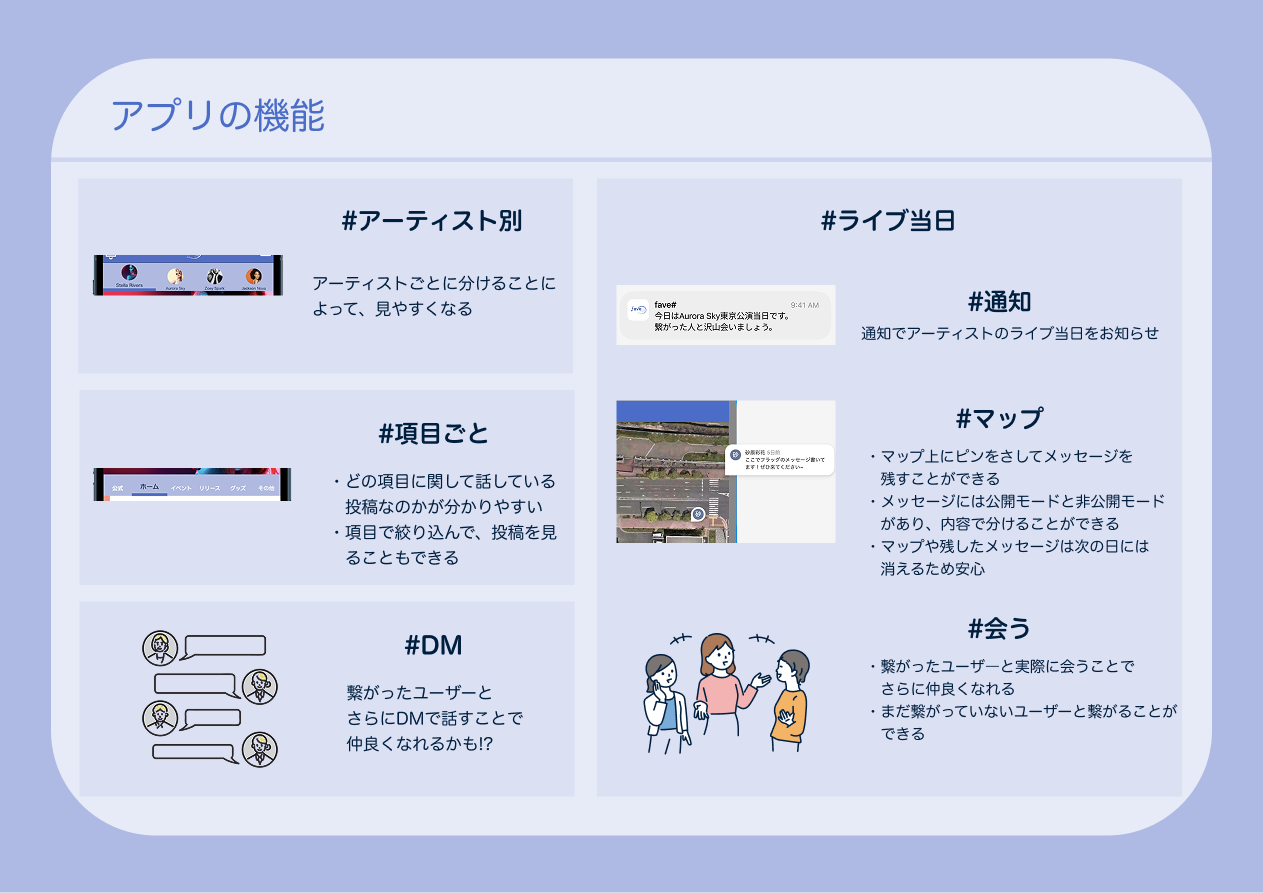 アプリの機能
#アーティスト別
Stella Rivera
Aurora Sky
Zoey Spark
Jackson Nova
アーティストごとに分けることに
よって、見やすくなる
#項目ごと
公式 ホーム イベント リリース グッズ その他
・どの項目に関して話している
投稿なのかが分かりやすい
・項目で絞り込んで、投稿を見
ることもできる
#DM
繋がったユーザーと
さらにDMで話すことで
仲良くなれるかも!?
#ライブ当日
fave
fave# 9:41 AM
今日はAurora Sky東京公演当日です。
繋がった人と沢山会いましょう。
#通知
通知でアーティストのライブ当日をお知らせ
5日前
ここでフラッグのメッセージ書いて
ます！ぜひ来てください~
#マップ
・マップ上にピンをさしてメッセージを
残すことができる
・メッセージには公開モードと非公開モード
があり、内容で分けることができる
・マップや残したメッセージは次の日には
消えるため安心
#会う
・繋がったユーザ―と実際に会うことで
さらに仲良くなれる
・まだ繋がっていないユーザーと繋がることが
できる